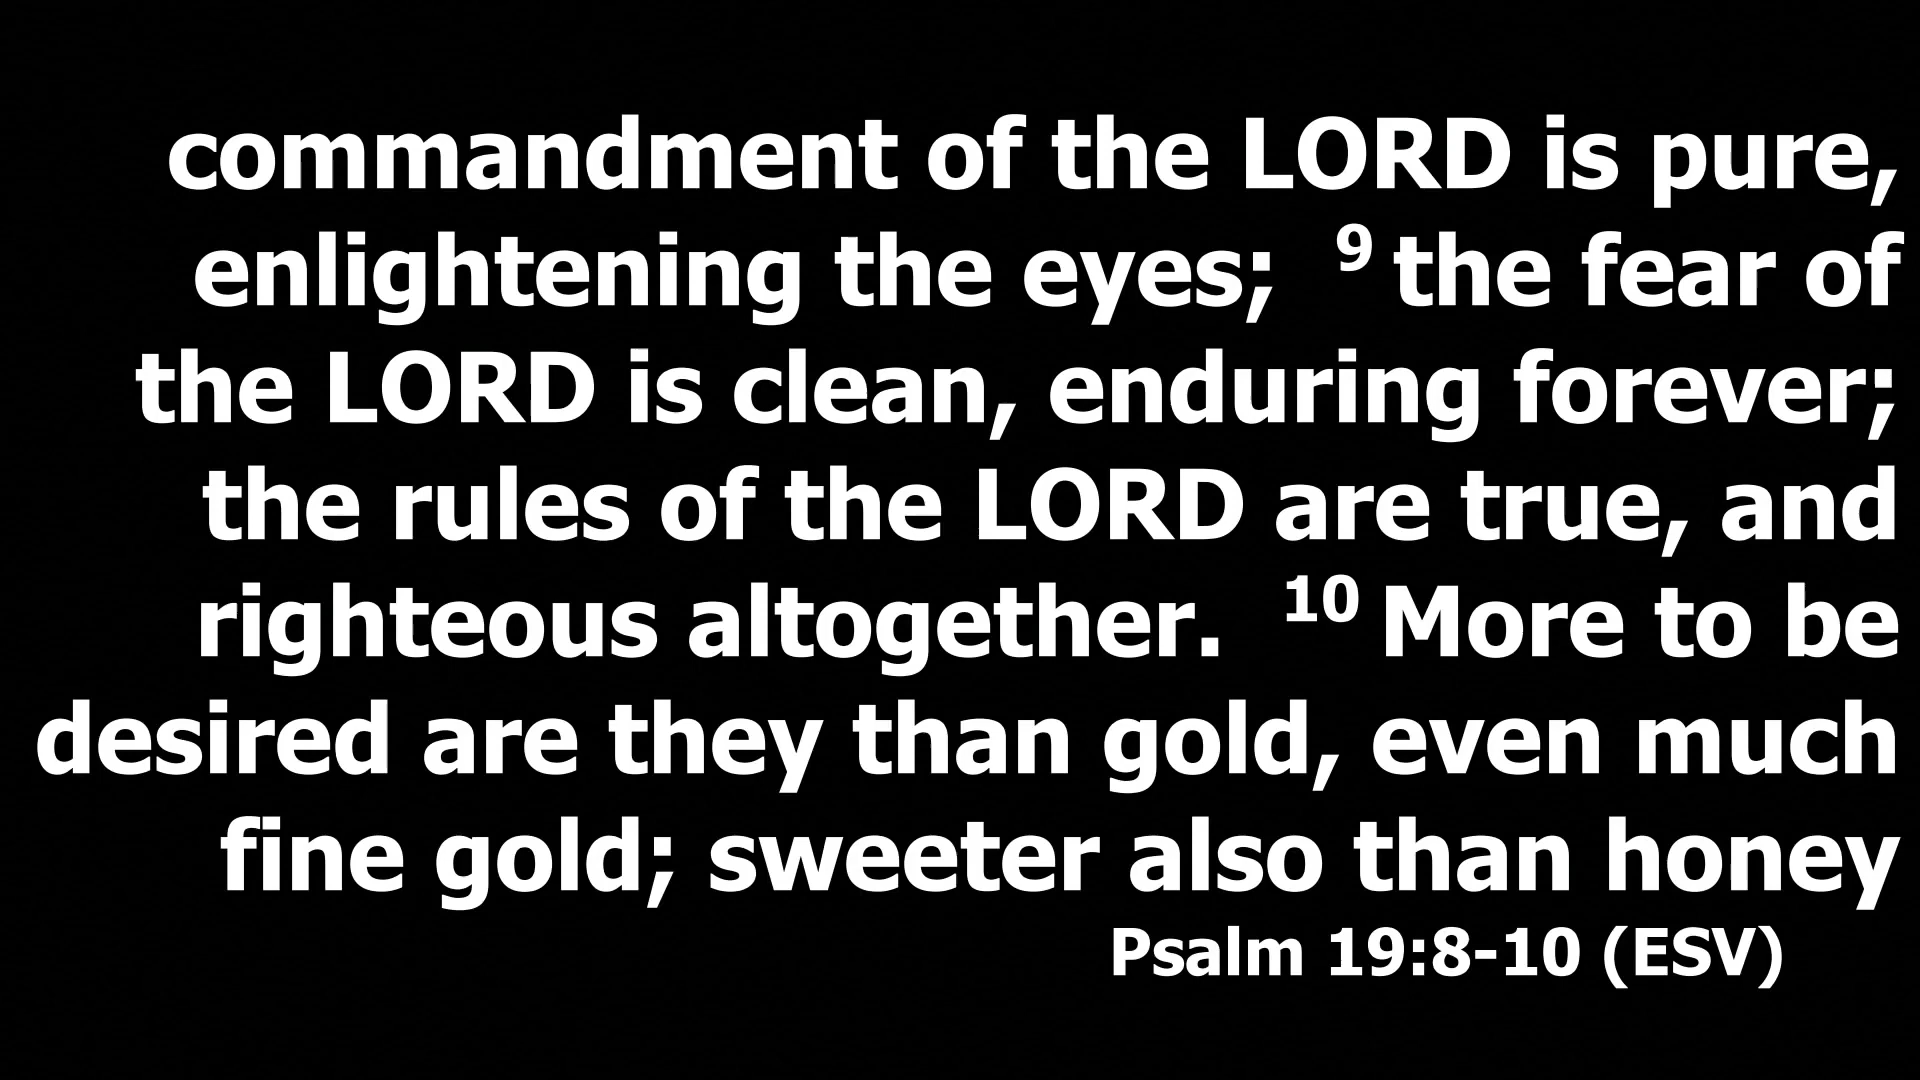 commandment of the LORD is pure,
enlightening the eyes; 9 the fear of
the LORD is clean, enduring forever;
the rules of the LORD are true, and
righteous altogether. 10 More to be
desired are they than gold, even much
fine gold; sweeter also than honey
Psalm 19:8-10 (ESV)